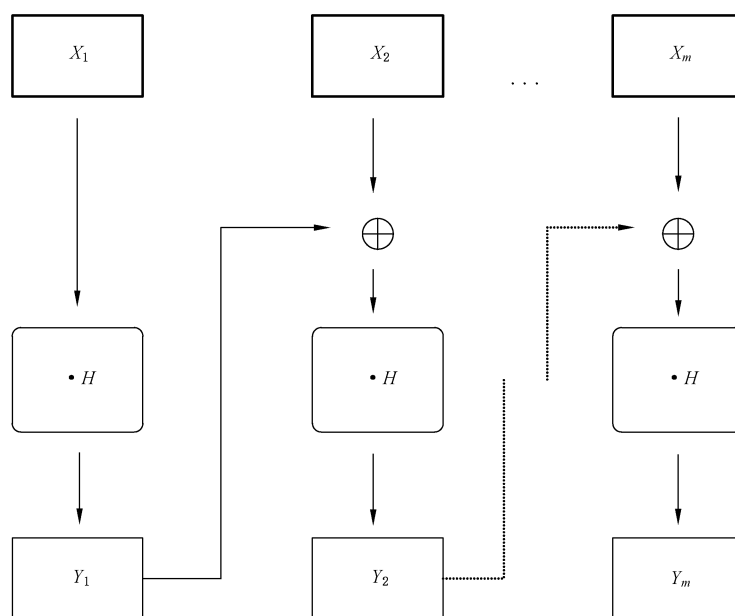 X₁ X₂ . . . Xₘ
• H • H • H
Y₁ Y₂ Yₘ